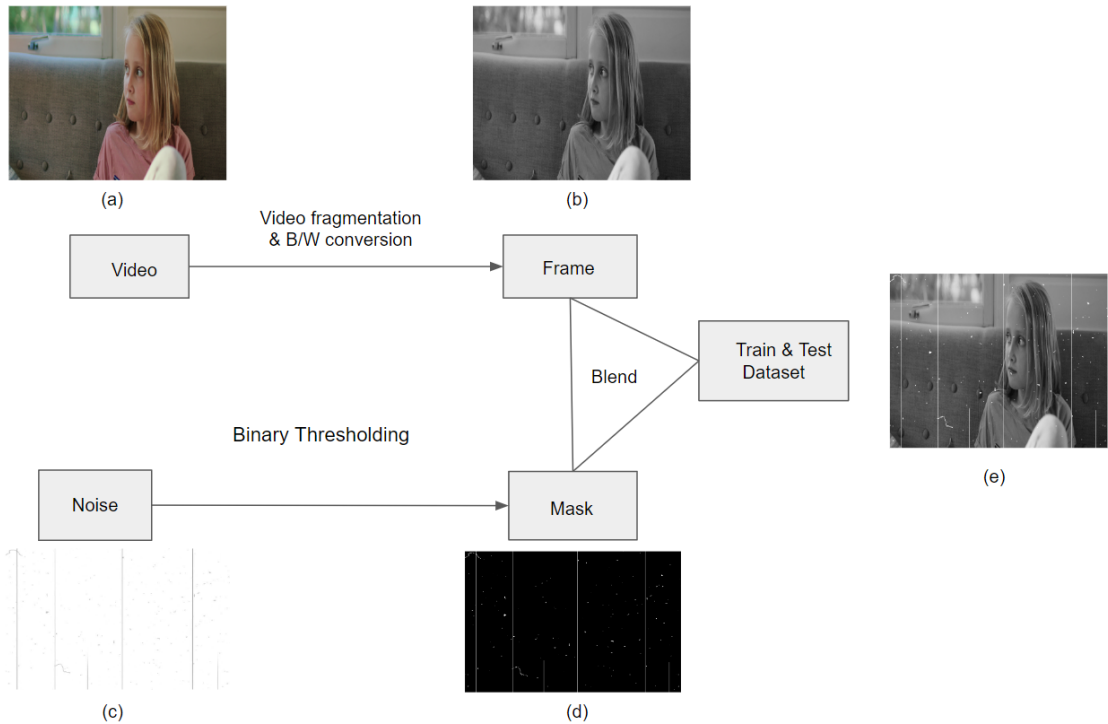 (a)
(b)
Video fragmentation
& B/W conversion
Video
Frame
Train & Test
Dataset
Blend
Binary Thresholding
Noise
Mask
(e)
(c)
(d)